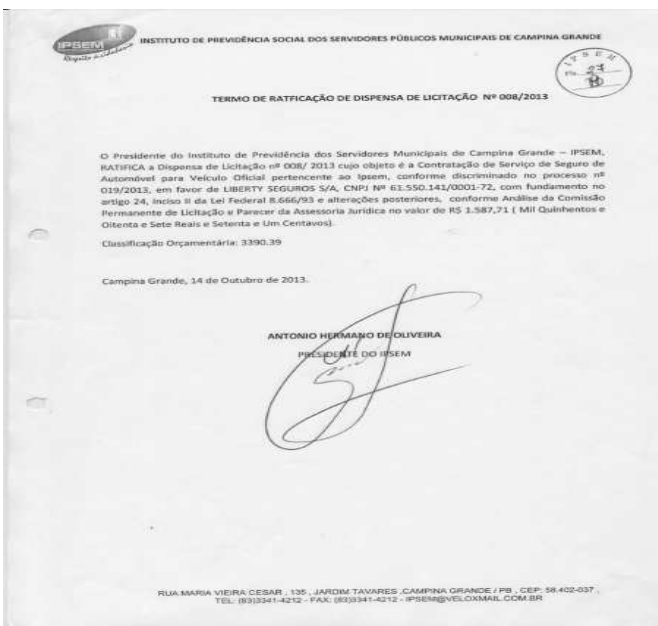 IPSEM
Respeito a cidadania
INSTITUTO DE PREVIDÊNCIA SOCIAL DOS SERVIDORES PÚBLICOS MUNICIPAIS DE CAMPINA GRANDE
IPSEM
TERMO DE RATFICAÇÃO DE DISPENSA DE LICITAÇÃO Nº 008/2013
O Presidente do Instituto de Previdência dos Servidores Municipais de Campina Grande – IPSEM,
RATIFICA a Dispensa de Licitação nº 008/ 2013 cujo objeto é a Contratação de Serviço de Seguro de
Automóvel para Veículo Oficial pertencente ao Ipsem, conforme discriminado no processo nº
019/2013, em favor de LIBERTY SEGUROS S/A, CNPJ Nº 61.550.141/0001-72, com fundamento no
artigo 24, inciso II da Lei Federal 8.666/93 e alterações posteriores, conforme Análise da Comissão
Permanente de Licitação e Parecer da Assessoria Jurídica no valor de R$ 1.587,71 ( Mil Quinhentos e
Oitenta e Sete Reais e Setenta e Um Centavos).
Classificação Orçamentária: 3390.39
Campina Grande, 14 de Outubro de 2013.
ANTONIO HERMANO DE OLIVEIRA
PRESIDENTE DO IPSEM
RUA MARIA VIEIRA CESAR , 135 , JARDIM TAVARES ,CAMPINA GRANDE / PB , CEP: 58.402-037 ,
TEL: (83)3341-4212 - FAX: (83)3341-4212 - IPSEM@VELOXMAIL.COM.BR